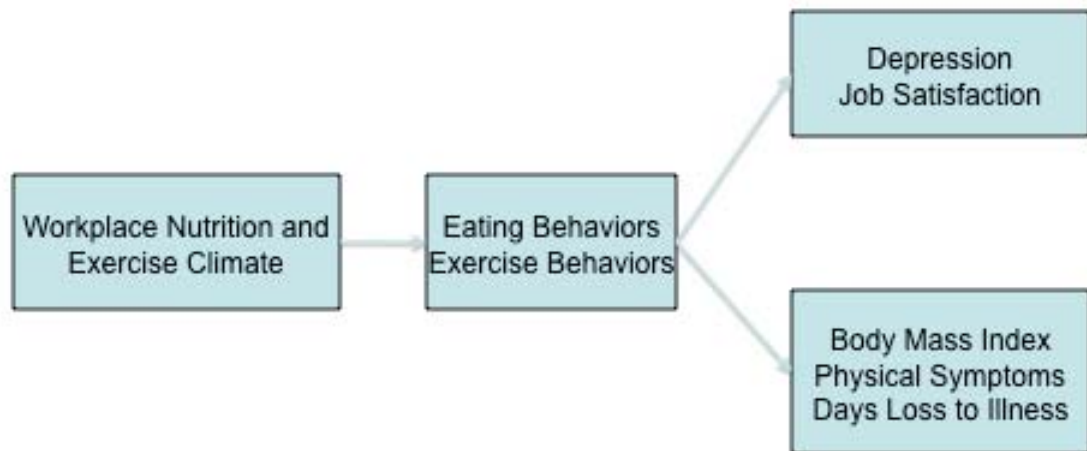 Workplace Nutrition and
Exercise Climate
Eating Behaviors
Exercise Behaviors
Depression
Job Satisfaction
Body Mass Index
Physical Symptoms
Days Loss to Illness